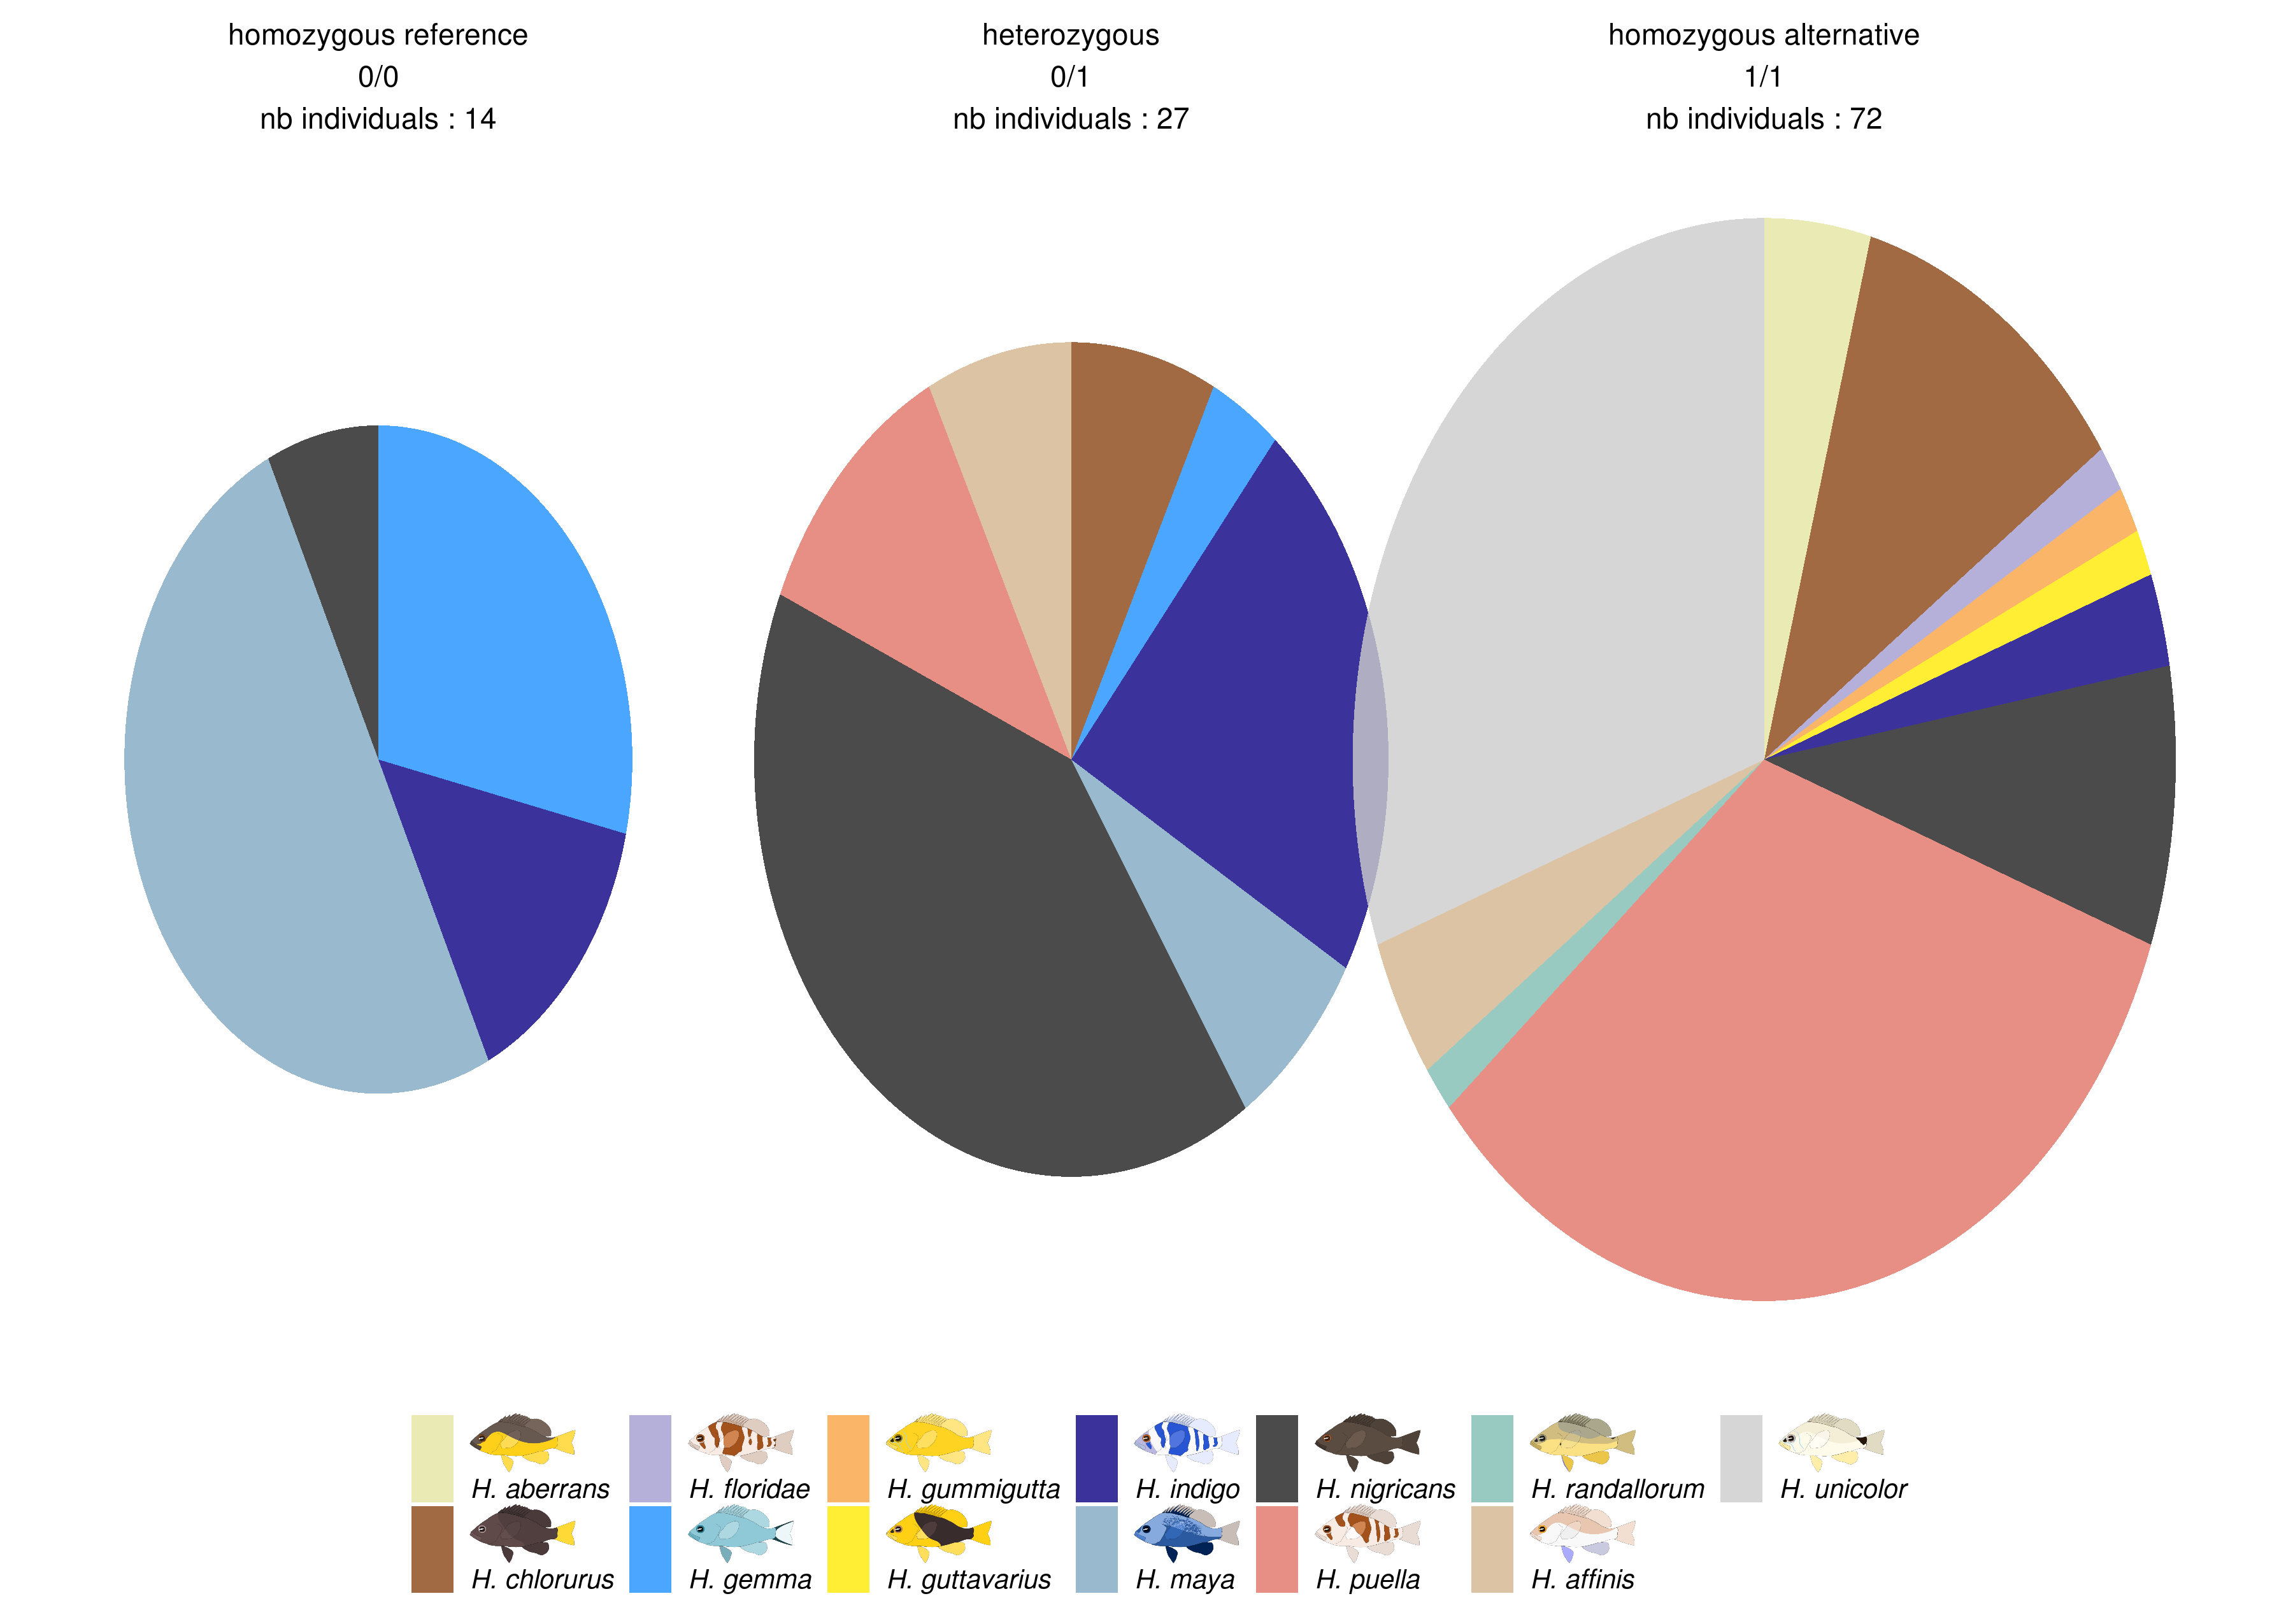 homozygous reference
0/0
nb individuals : 14
heterozygous
0/1
nb individuals : 27
homozygous alternative
1/1
nb individuals : 72
H. aberrans
H. floridae
H. gummigutta
H. indigo
H. nigricans
H. randallorum
H. unicolor
H. chlorurus
H. gemma
H. guttavarius
H. maya
H. puella
H. affinis